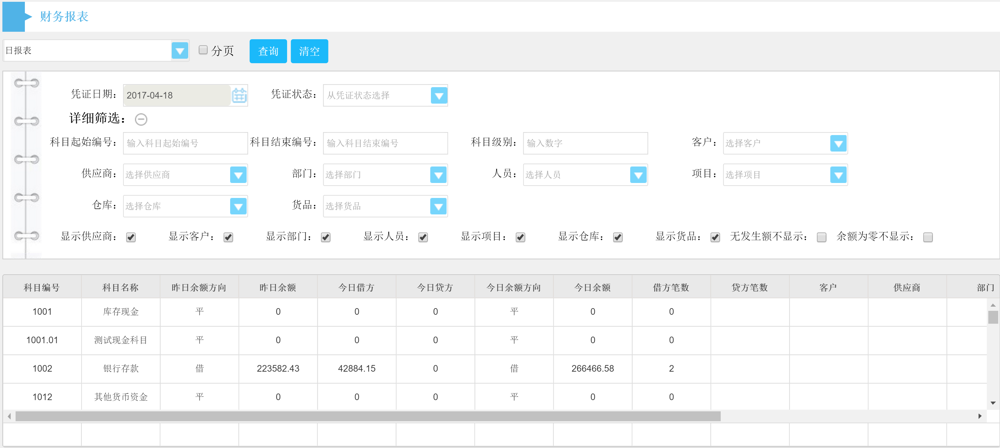 财务报表
日报表 分页 查询 清空
凭证日期： 2017-04-18 凭证状态： 从凭证状态选择
详细筛选：
科目起始编号： 输入科目起始编号 科目结束编号： 输入科目结束编号 科目级别： 输入数字 客户： 选择客户
供应商： 选择供应商 部门： 选择部门 人员： 选择人员 项目： 选择项目
仓库： 选择仓库 货品： 选择货品
显示供应商： 显示客户： 显示部门： 显示人员： 显示项目： 显示仓库： 显示货品： 无发生额不显示： 余额为零不显示：
科目编号 科目名称 昨日余额方向 昨日余额 今日借方 今日贷方 今日余额方向 今日余额 借方笔数 贷方笔数 客户 供应商 部门
1001 库存现金 平 0 0 0 平 0 0
1001.01 测试现金科目 平 0 0 0 平 0 0
1002 银行存款 借 223582.43 42884.15 0 借 266466.58 2
1012 其他货币资金 平 0 0 0 平 0 0